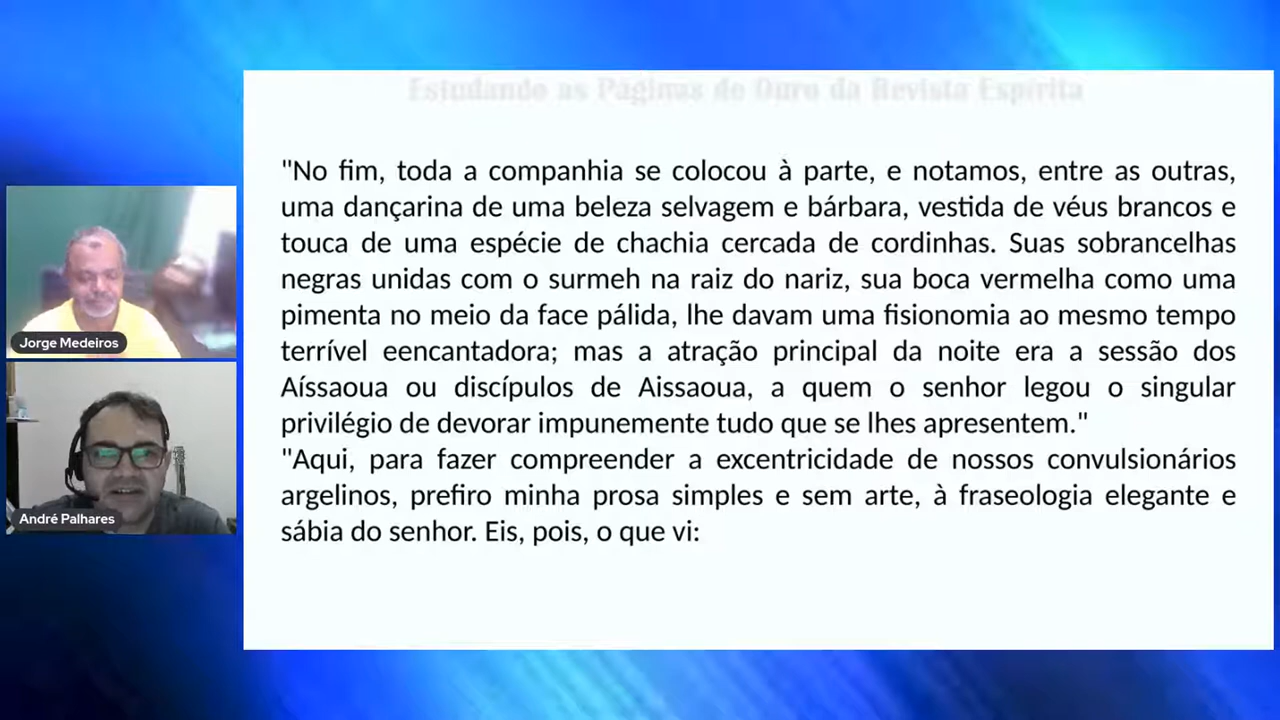 Estudando as Páginas de Ouro da Revista Espírita
"No fim, toda a companhia se colocou à parte, e notamos, entre as outras,
uma dançarina de uma beleza selvagem e bárbara, vestida de véus brancos e
touca de uma espécie de chachia cercada de cordinhas. Suas sobrancelhas
negras unidas com o surmeh na raiz do nariz, sua boca vermelha como uma
pimenta no meio da face pálida, lhe davam uma fisionomia ao mesmo tempo
terrível eencantadora; mas a atração principal da noite era a sessão dos
Aíssaoua ou discípulos de Aissaoua, a quem o senhor legou o singular
privilégio de devorar impunemente tudo que se lhes apresentem."
"Aqui, para fazer compreender a excentricidade de nossos convulsionários
argelinos, prefiro minha prosa simples e sem arte, à fraseologia elegante e
sábia do senhor. Eis, pois, o que vi:
Jorge Medeiros
André Palhares